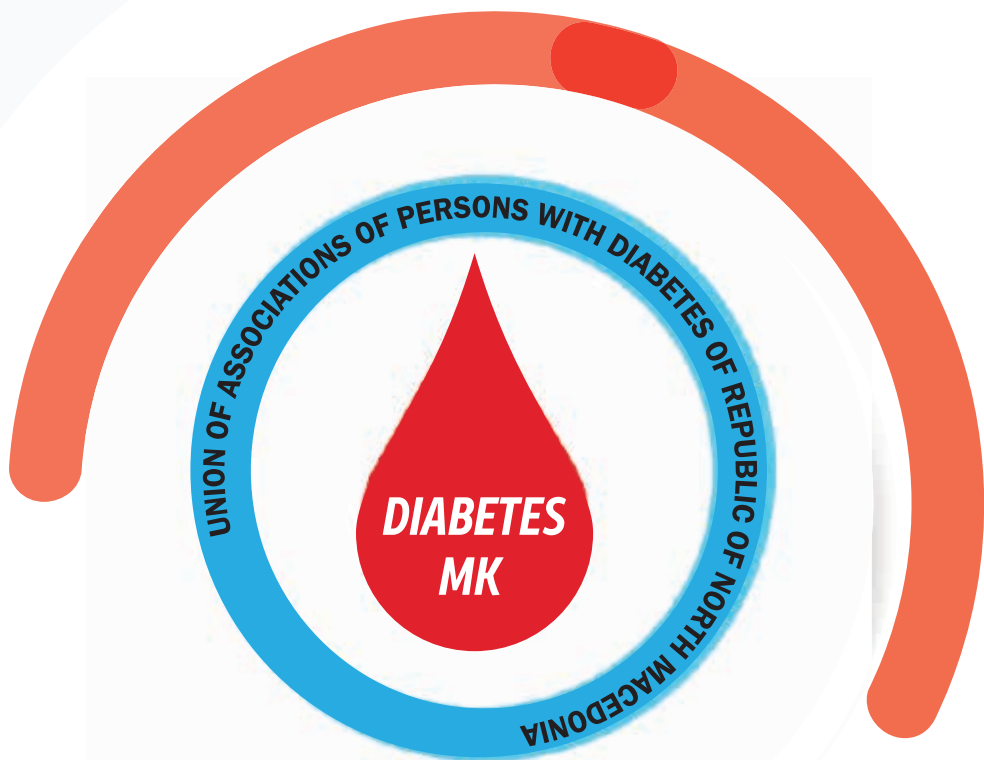 UNION OF ASSOCIATIONS OF PERSONS WITH DIABETES OF REPUBLIC OF NORTH MACEDONIA
DIABETES
MK